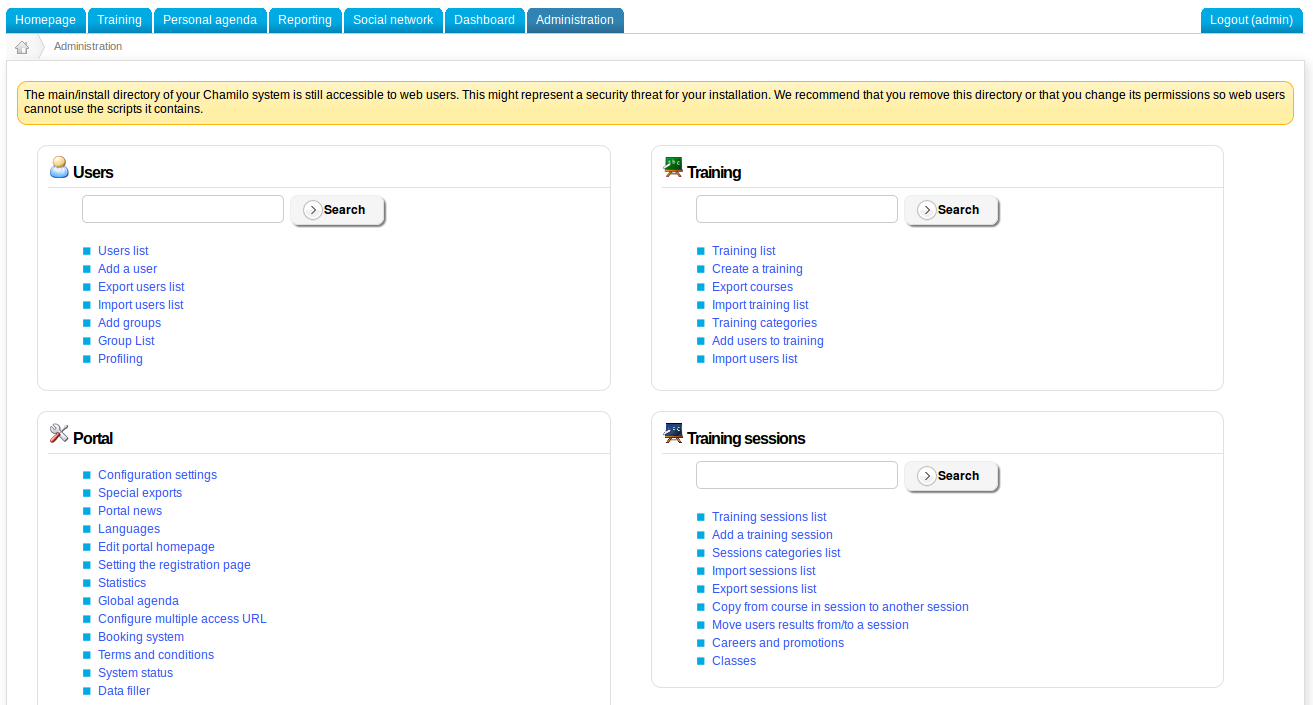 Homepage Training Personal agenda Reporting Social network Dashboard Administration Logout (admin)
Administration
The main/install directory of your Chamilo system is still accessible to web users. This might represent a security threat for your installation. We recommend that you remove this directory or that you change its permissions so web users
cannot use the scripts it contains.
Users
Search
Users list
Add a user
Export users list
Import users list
Add groups
Group List
Profiling
Training
Search
Training list
Create a training
Export courses
Import training list
Training categories
Add users to training
Import users list
Portal
Configuration settings
Special exports
Portal news
Languages
Edit portal homepage
Setting the registration page
Statistics
Global agenda
Configure multiple access URL
Booking system
Terms and conditions
System status
Data filler
Training sessions
Search
Training sessions list
Add a training session
Sessions categories list
Import sessions list
Export sessions list
Copy from course in session to another session
Move users results from/to a session
Careers and promotions
Classes